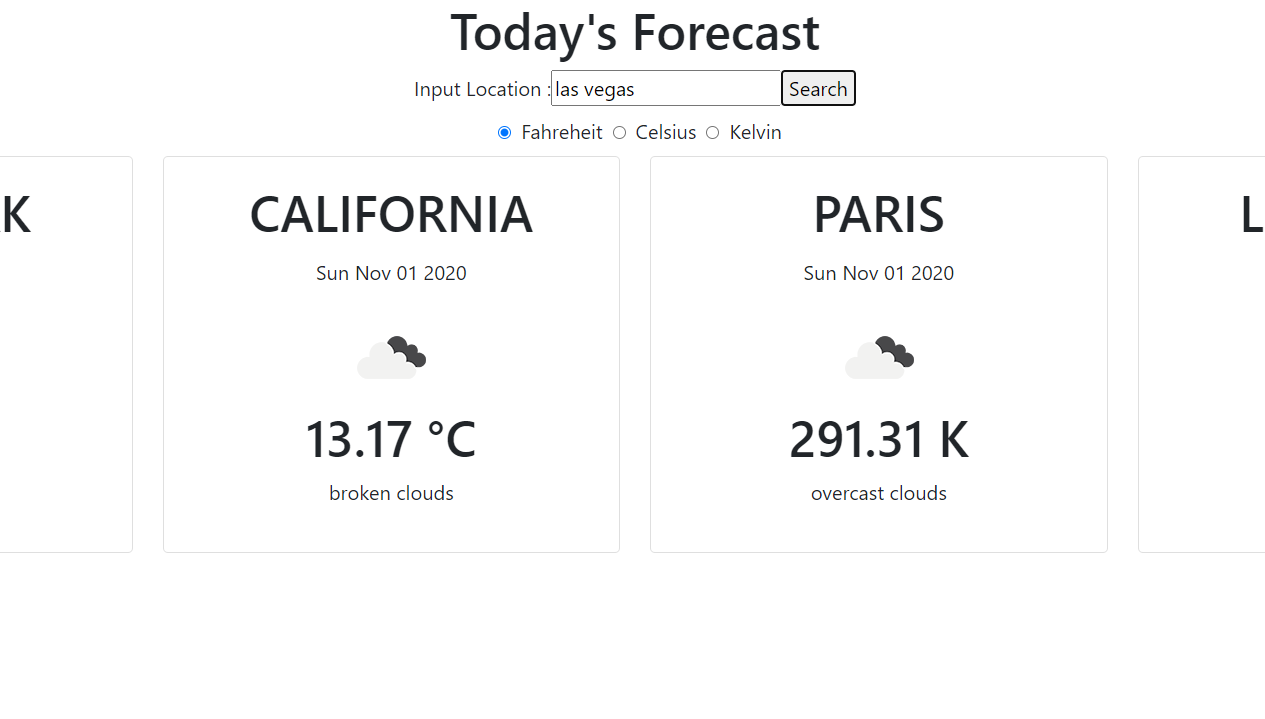 Today's Forecast
Input Location : las vegas Search
Fahreheit Celsius Kelvin
K CALIFORNIA PARIS L
Sun Nov 01 2020 Sun Nov 01 2020
13.17 °C 291.31 K
broken clouds overcast clouds